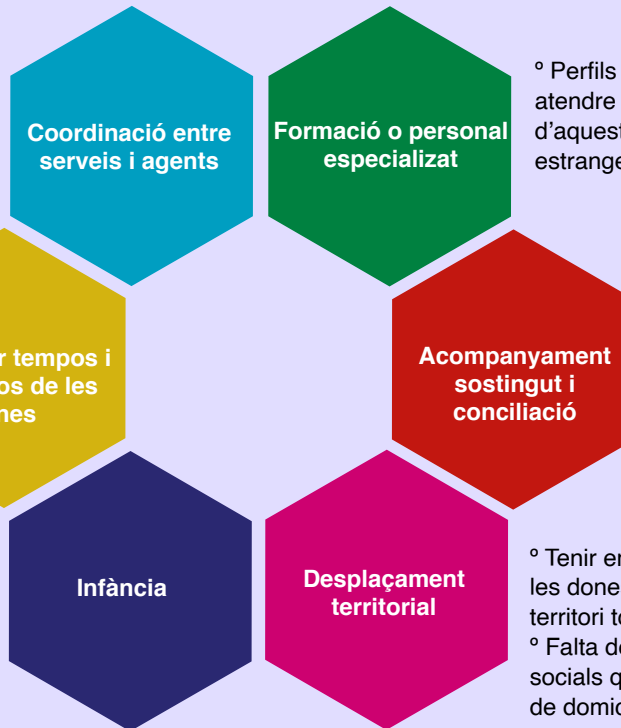 Coordinació entre
serveis i agents
Formació o personal
especializat
º Perfils
atendre
d’aquest
estrange
r tempos i
os de les
nes
Acompanyament
sostingut i
conciliació
Infància
Desplaçament
territorial
º Tenir en
les done
territori to
º Falta de
socials q
de domic